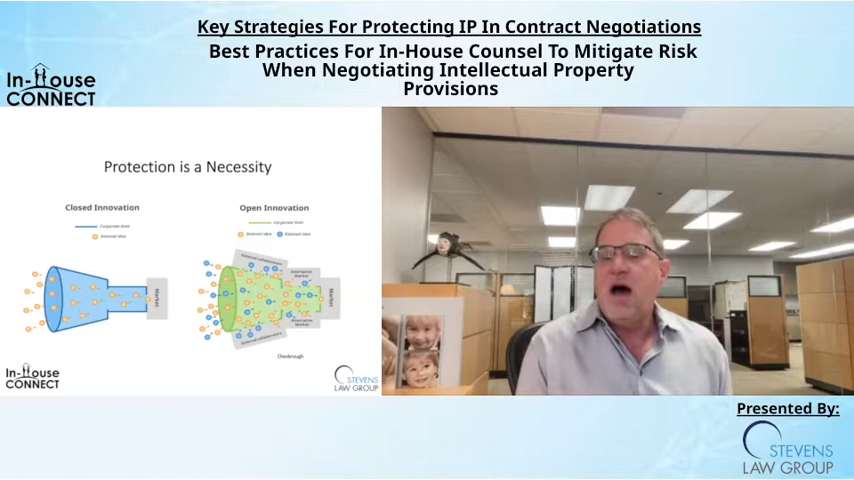 Key Strategies For Protecting IP In Contract Negotiations
Best Practices For In-House Counsel To Mitigate Risk
When Negotiating Intellectual Property
Provisions
In-House
CONNECT
Protection is a Necessity
Closed Innovation
Open Innovation
Market
Market
Chesbrough
In-House
CONNECT
STEVENS
LAW GROUP
Presented By:
STEVENS
LAW GROUP